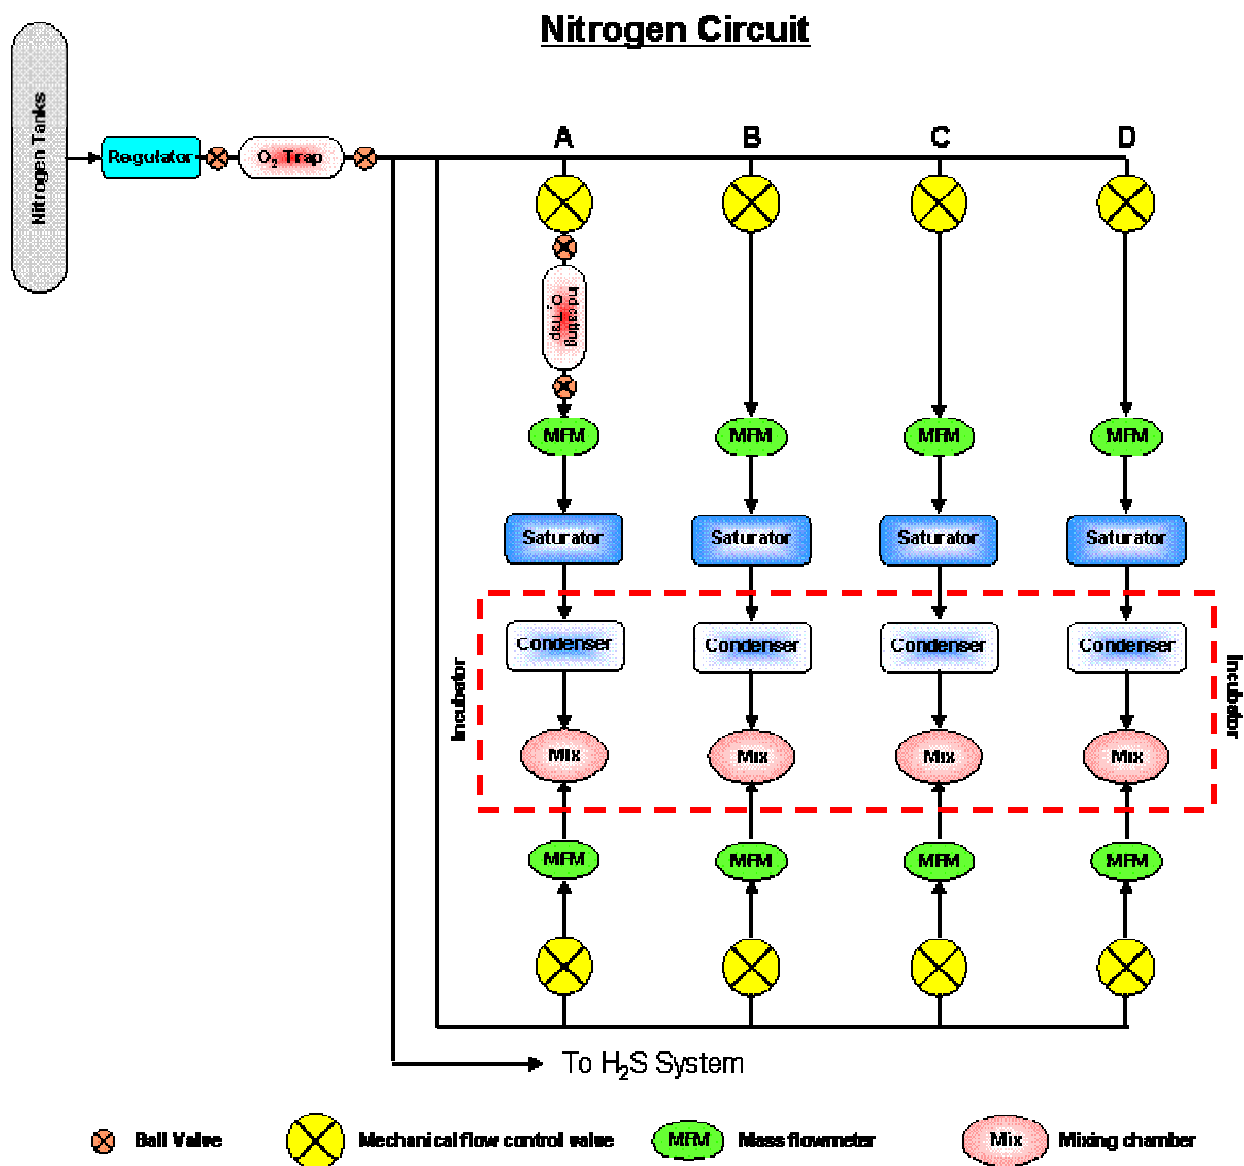 Nitrogen Circuit
Nitrogen Tanks
Regulator
O₂ Trap
A
B
C
D
Indicating
O₂ Trap
MFM
MFM
MFM
MFM
Saturator
Saturator
Saturator
Saturator
Incubator
Condenser
Condenser
Condenser
Condenser
Incubator
Mix
Mix
Mix
Mix
MFM
MFM
MFM
MFM
To H₂S System
Ball Valve
Mechanical flow control valve
MFM
Mass flowmeter
Mix
Mixing chamber